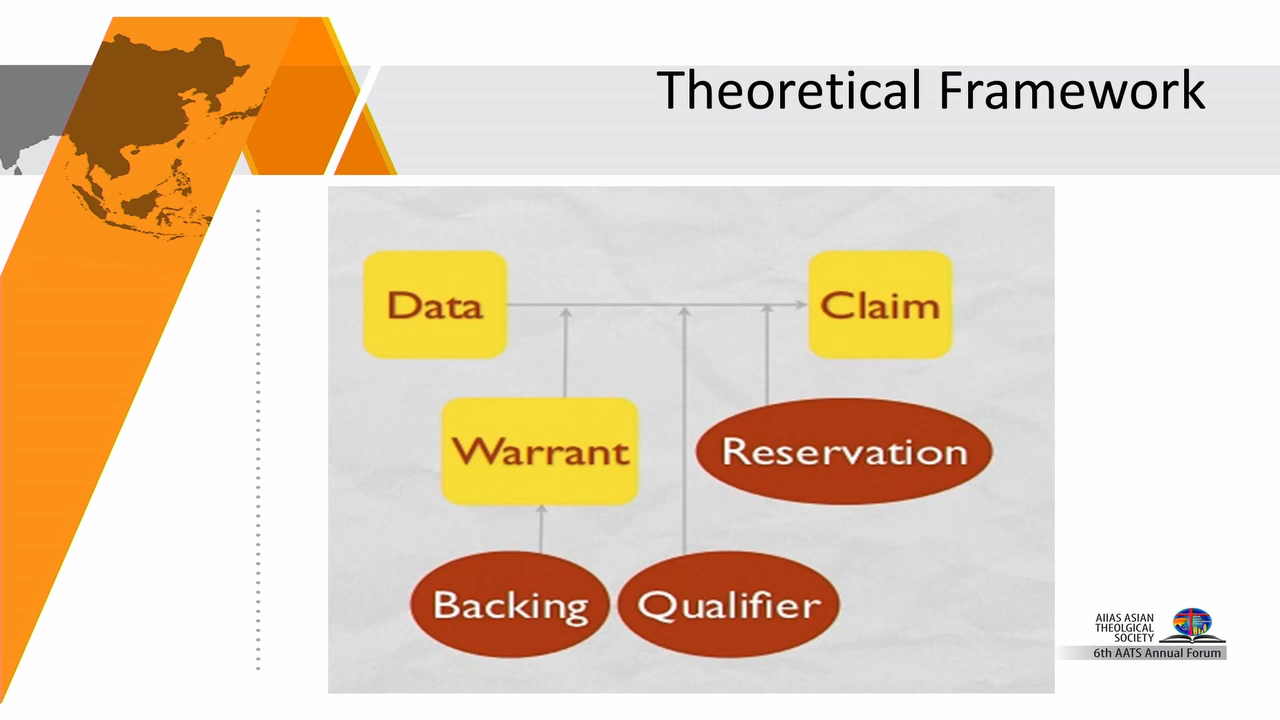 Theoretical Framework
Data
Claim
Warrant
Reservation
Backing
Qualifier
AIIAS ASIAN
THEOLGICAL
SOCIETY
6th AATS Annual Forum